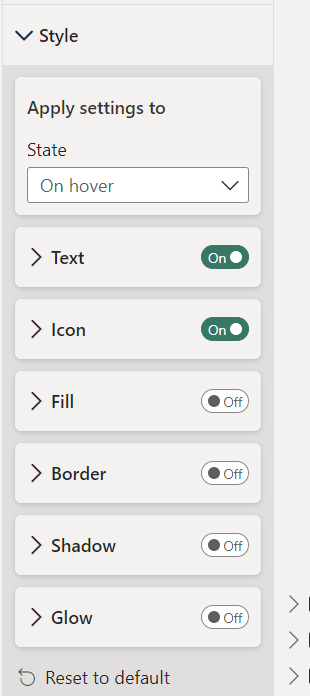 Style
Apply settings to
State
On hover
Text On
Icon On
Fill Off
Border Off
Shadow Off
Glow Off
Reset to default